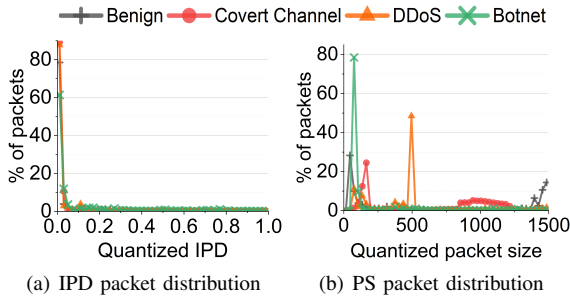 Benign Covert Channel DDoS Botnet
% of packets
80
60
40
20
0
0.0 0.2 0.4 0.6 0.8 1.0
Quantized IPD
(a) IPD packet distribution
% of packets
80
60
40
20
0
0 500 1000 1500
Quantized packet size
(b) PS packet distribution